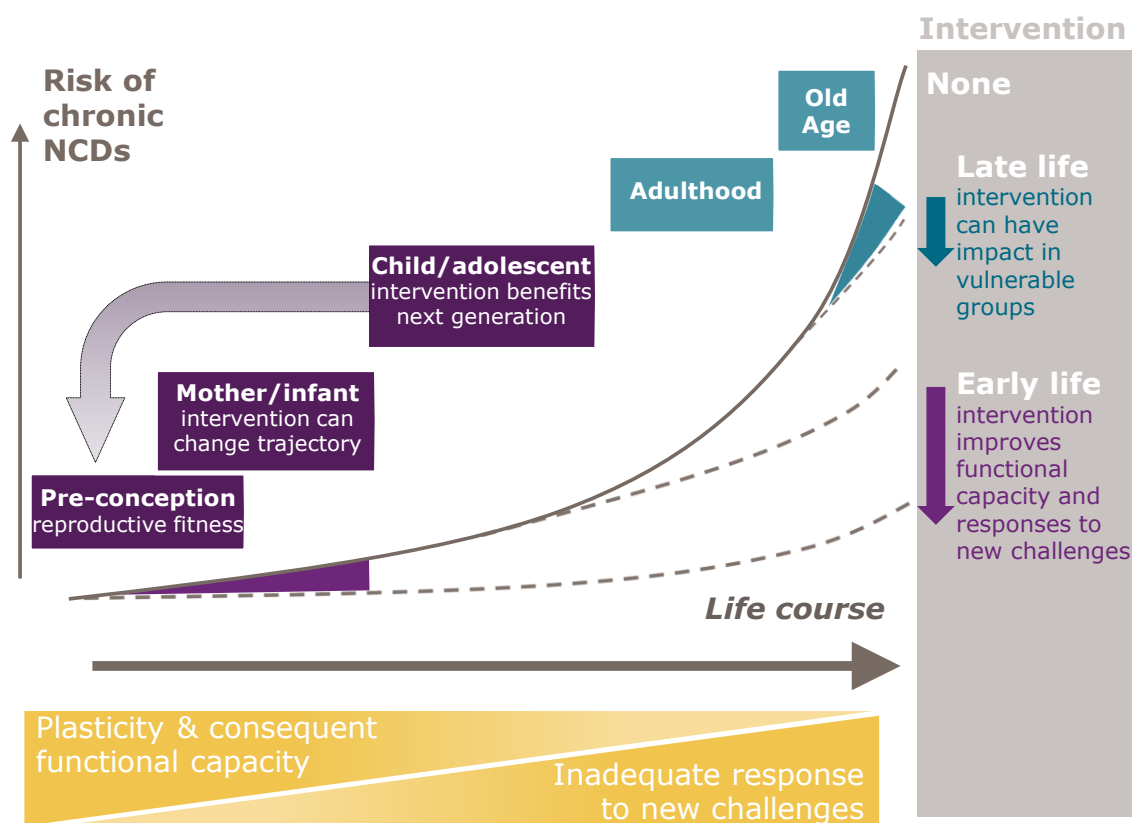 Intervention
Risk of
chronic
NCDs
None
Old
Age
Adulthood
Late life
intervention
can have
impact in
vulnerable
groups
Child/adolescent
intervention benefits
next generation
Mother/infant
intervention can
change trajectory
Early life
intervention
improves
functional
capacity and
responses to
new challenges
Pre-conception
reproductive fitness
Life course
Plasticity & consequent
functional capacity
Inadequate response
to new challenges